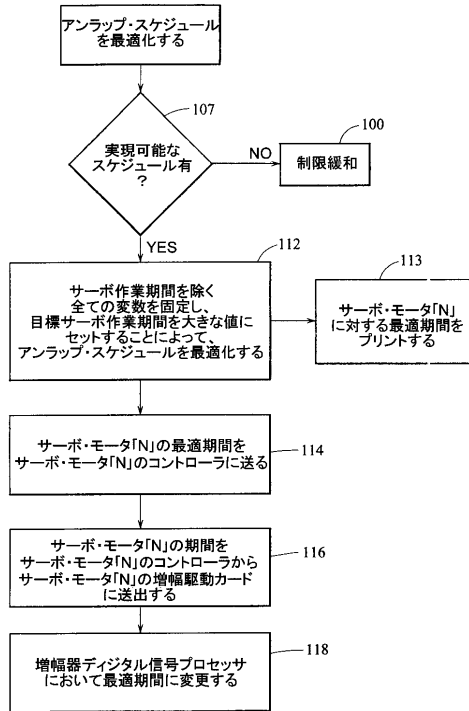 アンラップ・スケジュール
を最適化する
107
実現可能な
スケジュール有
?
NO
100
制限緩和
YES
112
サーボ作業期間を除く
全ての変数を固定し、
目標サーボ作業期間を大きな値に
セットすることによって、
アンラップ・スケジュールを最適化する
113
サーボ・モータ「N」
に対する最適期間を
プリントする
サーボ・モータ「N」の最適期間を
サーボ・モータ「N」のコントローラに送る
114
サーボ・モータ「N」の期間を
サーボ・モータ「N」のコントローラから
サーボ・モータ「N」の増幅駆動カード
に送出する
116
増幅器ディジタル信号プロセッサ
において最適期間に変更する
118